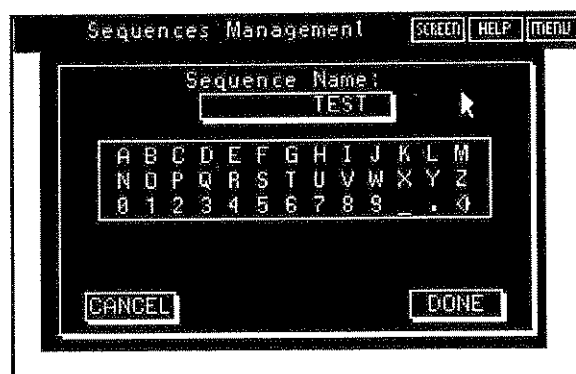 Sequences Management SCREEN HELP MENU
Sequence Name:
TEST
A B C D E F G H I J K L M
N O P Q R S T U V W X Y Z
0 1 2 3 4 5 6 7 8 9 _ .
CANCEL DONE